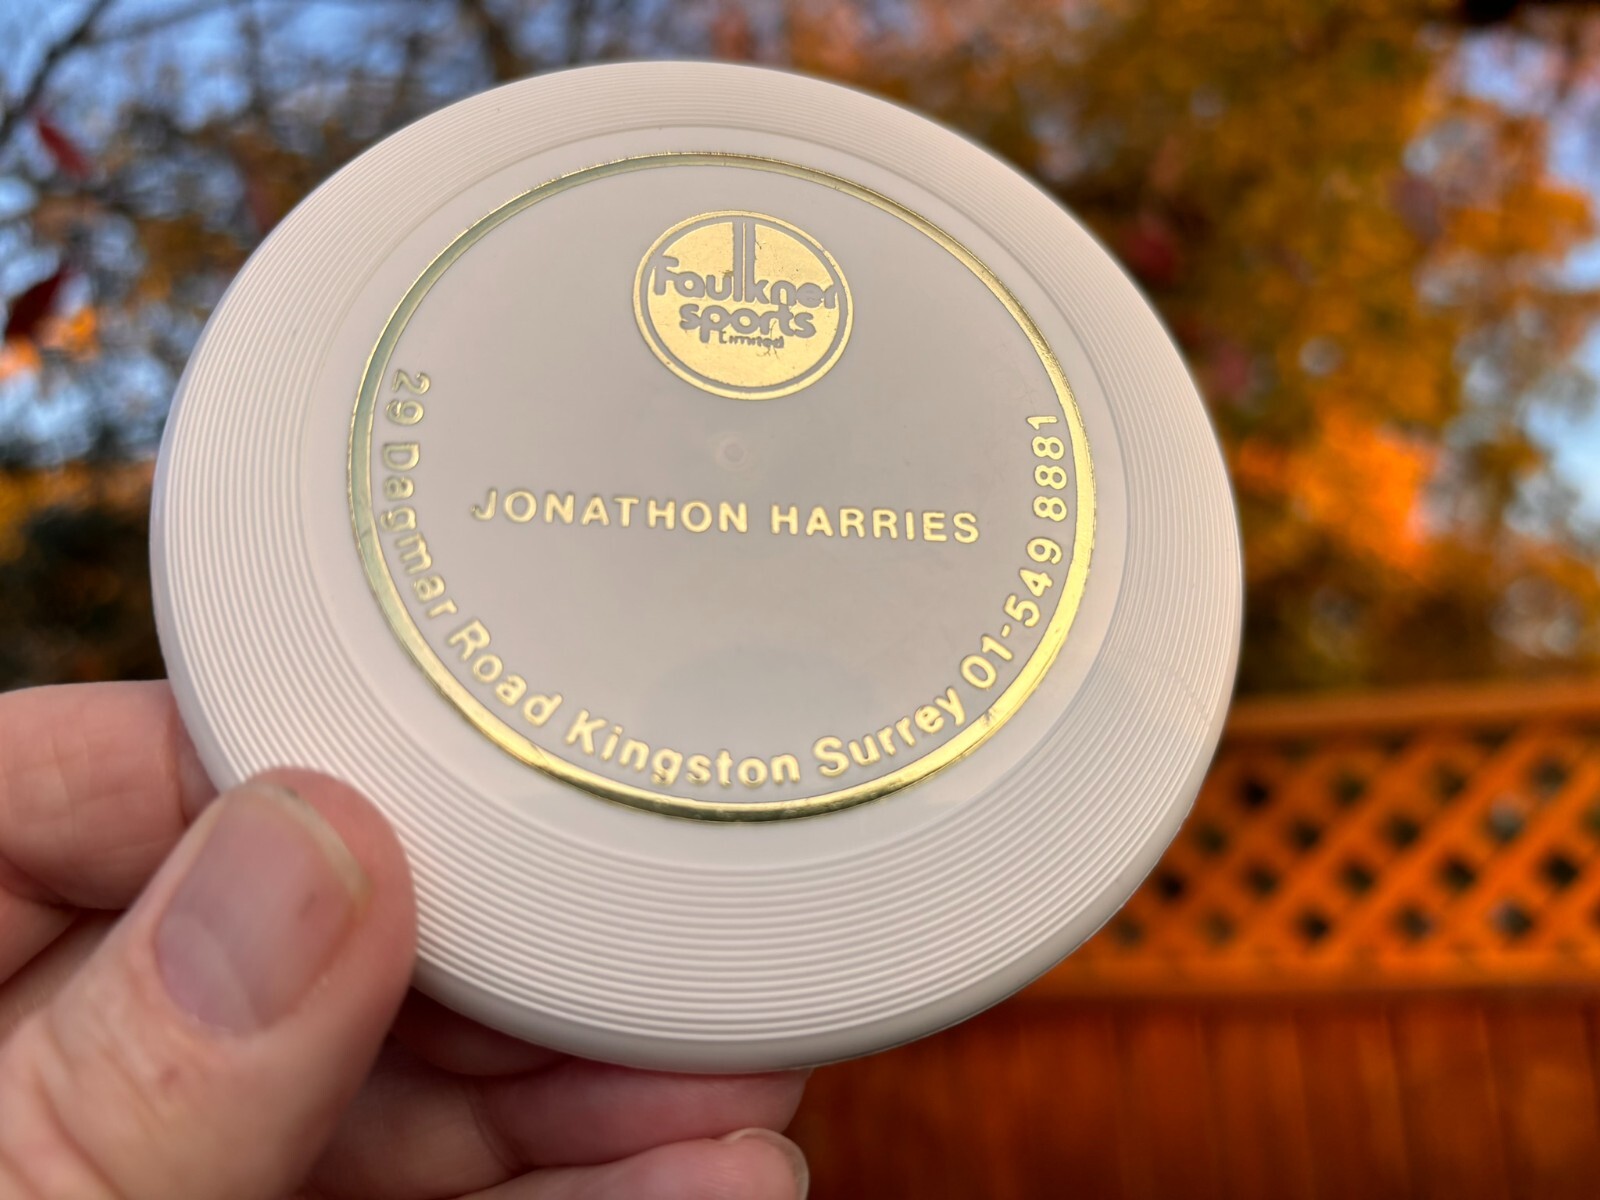 Faulkner
sports
Limited
JONATHON HARRIES
29 Dagmar Road Kingston Surrey 01-549 8881